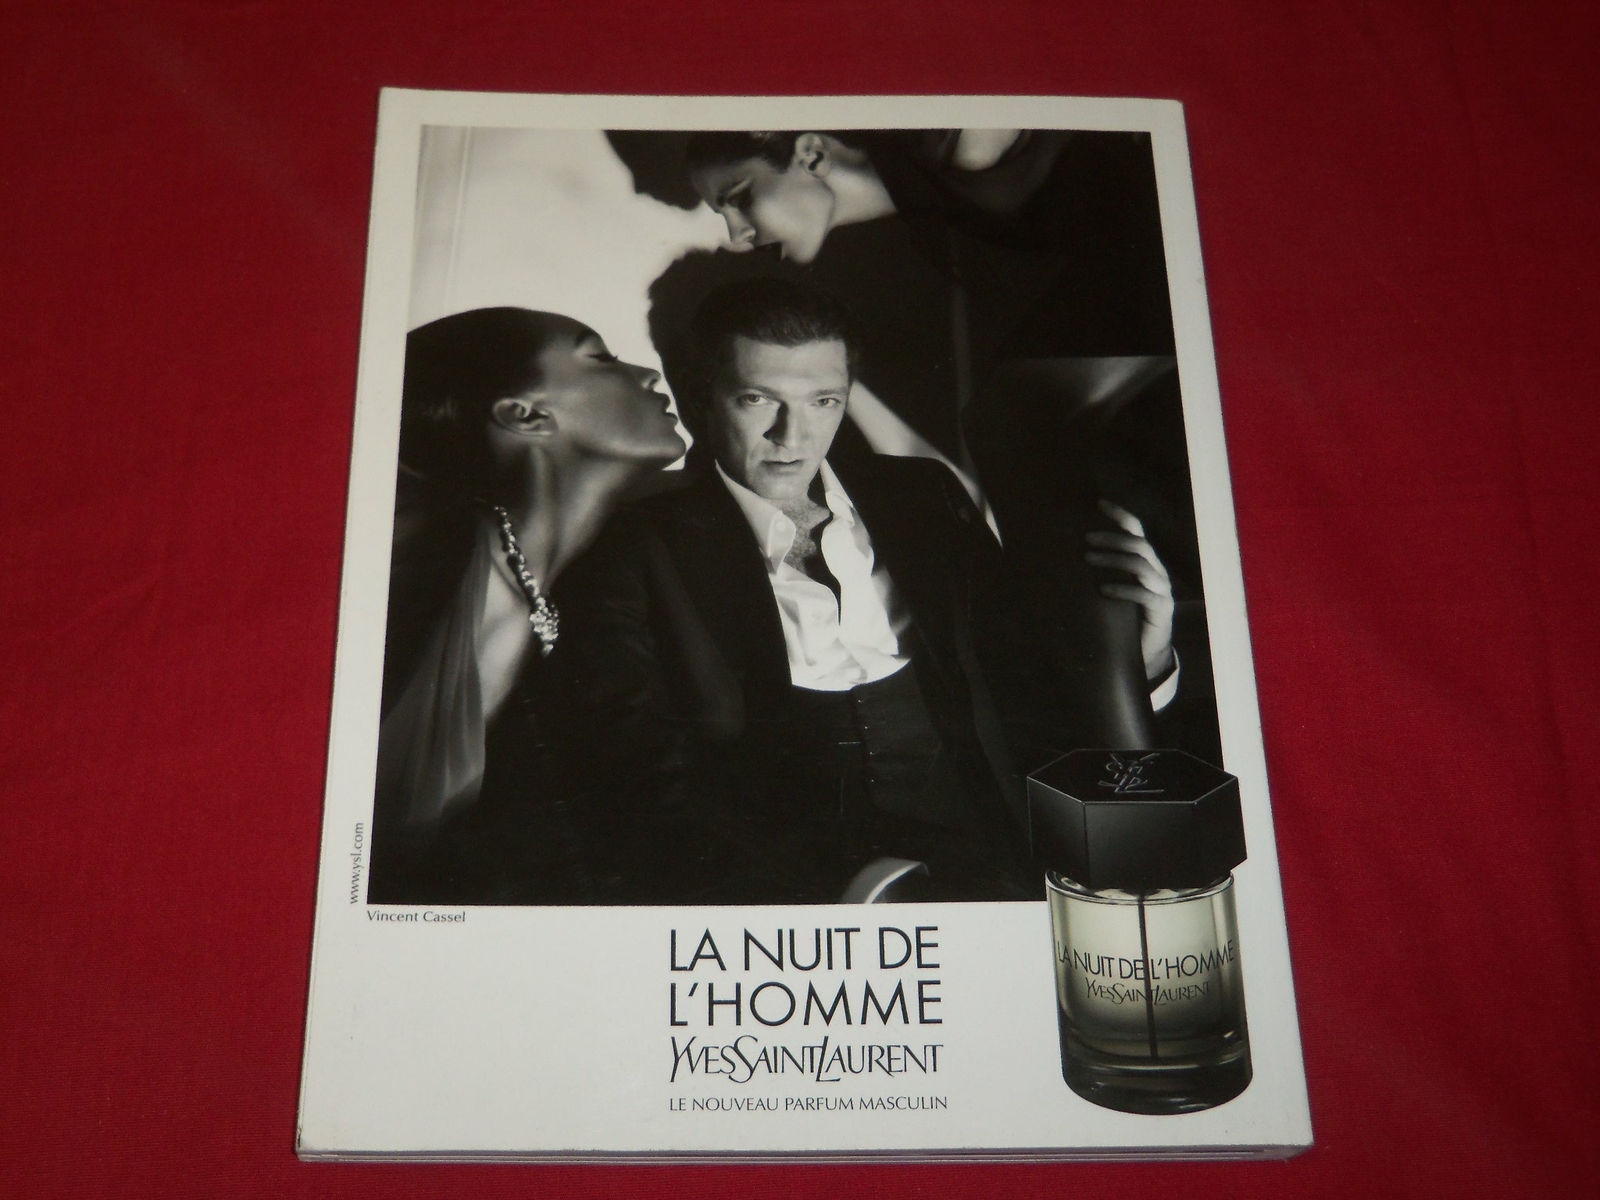 www.ysl.com
Vincent Cassel
LA NUIT DE
L'HOMME
YVESSAINTLAURENT
LE NOUVEAU PARFUM MASCULIN
YSL
LA NUIT DE L'HOMME
YVESSAINTLAURENT